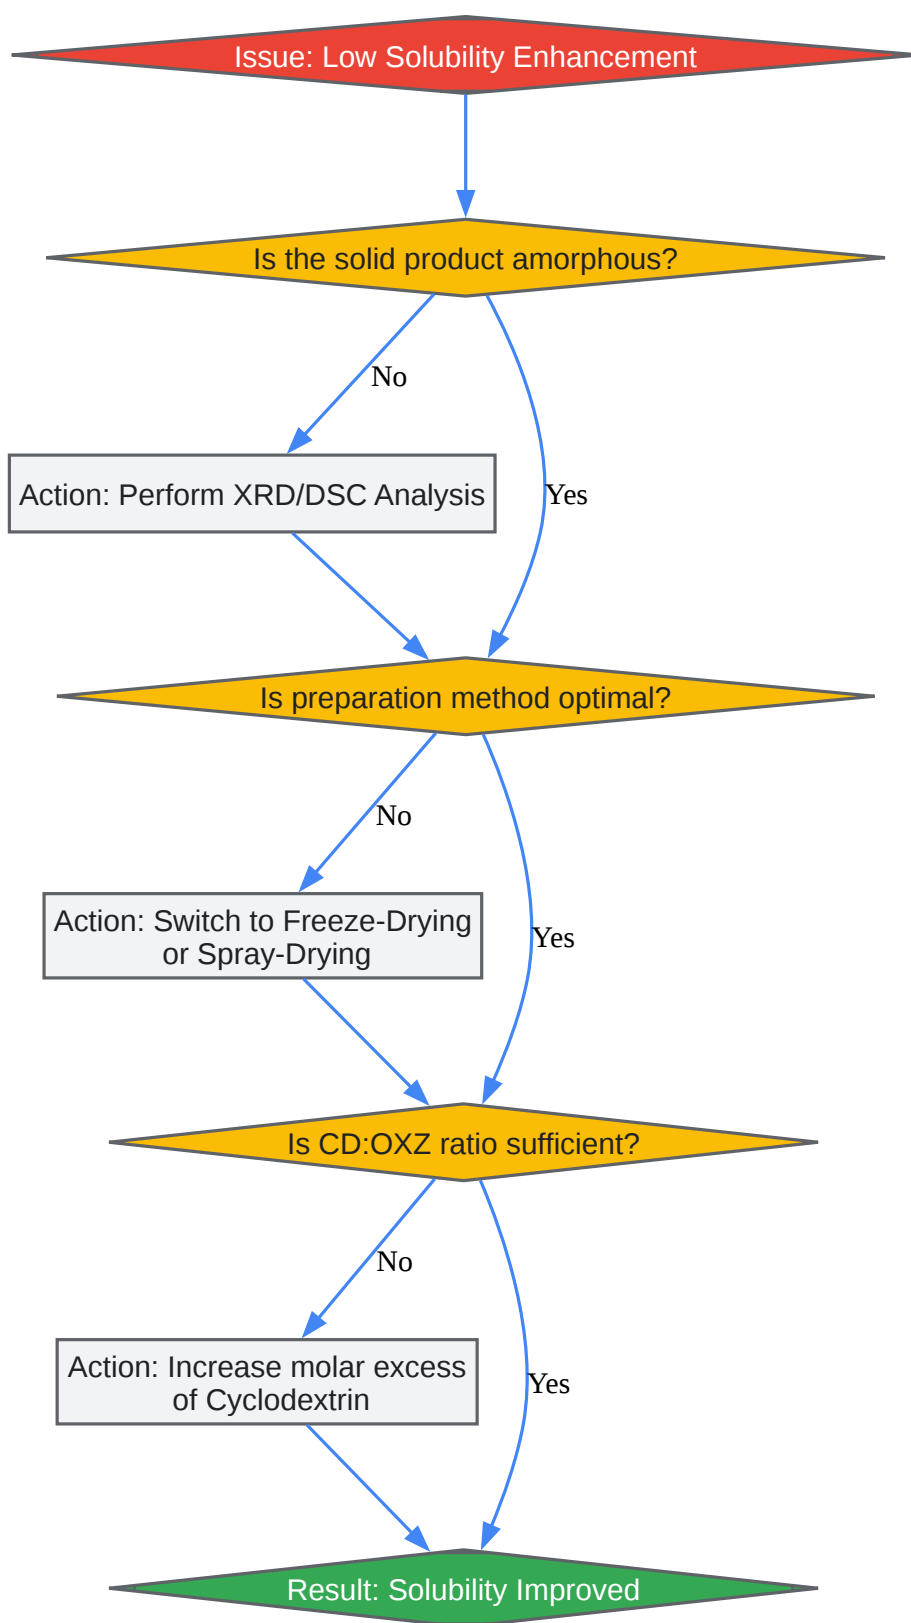 Issue: Low Solubility Enhancement
Is the solid product amorphous?
No
Action: Perform XRD/DSC Analysis
Yes
Is preparation method optimal?
No
Action: Switch to Freeze-Drying
or Spray-Drying
Yes
Is CD:OXZ ratio sufficient?
No
Action: Increase molar excess
of Cyclodextrin
Yes
Result: Solubility Improved